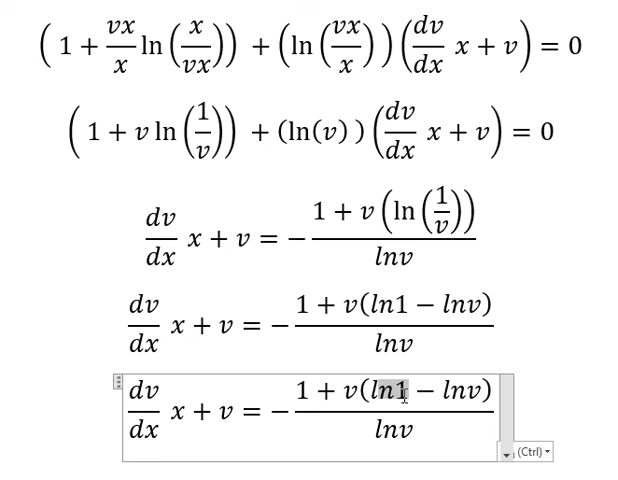 (1 + vx/x ln(x/vx)) + (ln(vx/x))(dv/dx x + v) = 0
(1 + v ln(1/v)) + (ln(v))(dv/dx x + v) = 0
dv/dx x + v = − (1 + v(ln(1/v)))/lnv
dv/dx x + v = − (1 + v(ln1 − lnv))/lnv
dv/dx x + v = − (1 + v(ln1 − lnv))/lnv
(Ctrl)